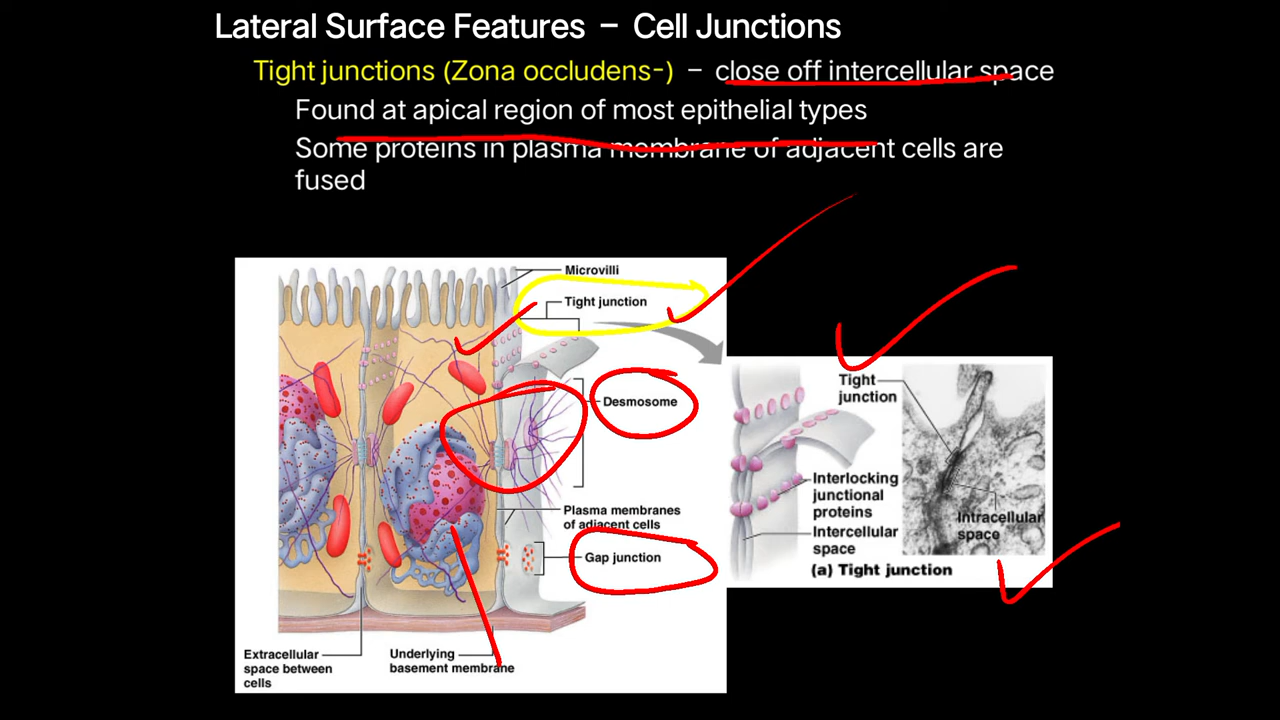 Lateral Surface Features – Cell Junctions
Tight junctions (Zona occludens-) – close off intercellular space
Found at apical region of most epithelial types
Some proteins in plasma membrane of adjacent cells are
fused
Microvilli
Tight junction
Desmosome
Plasma membranes
of adjacent cells
Gap junction
Extracellular
space between
cells
Underlying
basement membrane
Tight
junction
Interlocking
junctional
proteins
Intercellular
space
Intracellular
space
(a) Tight junction